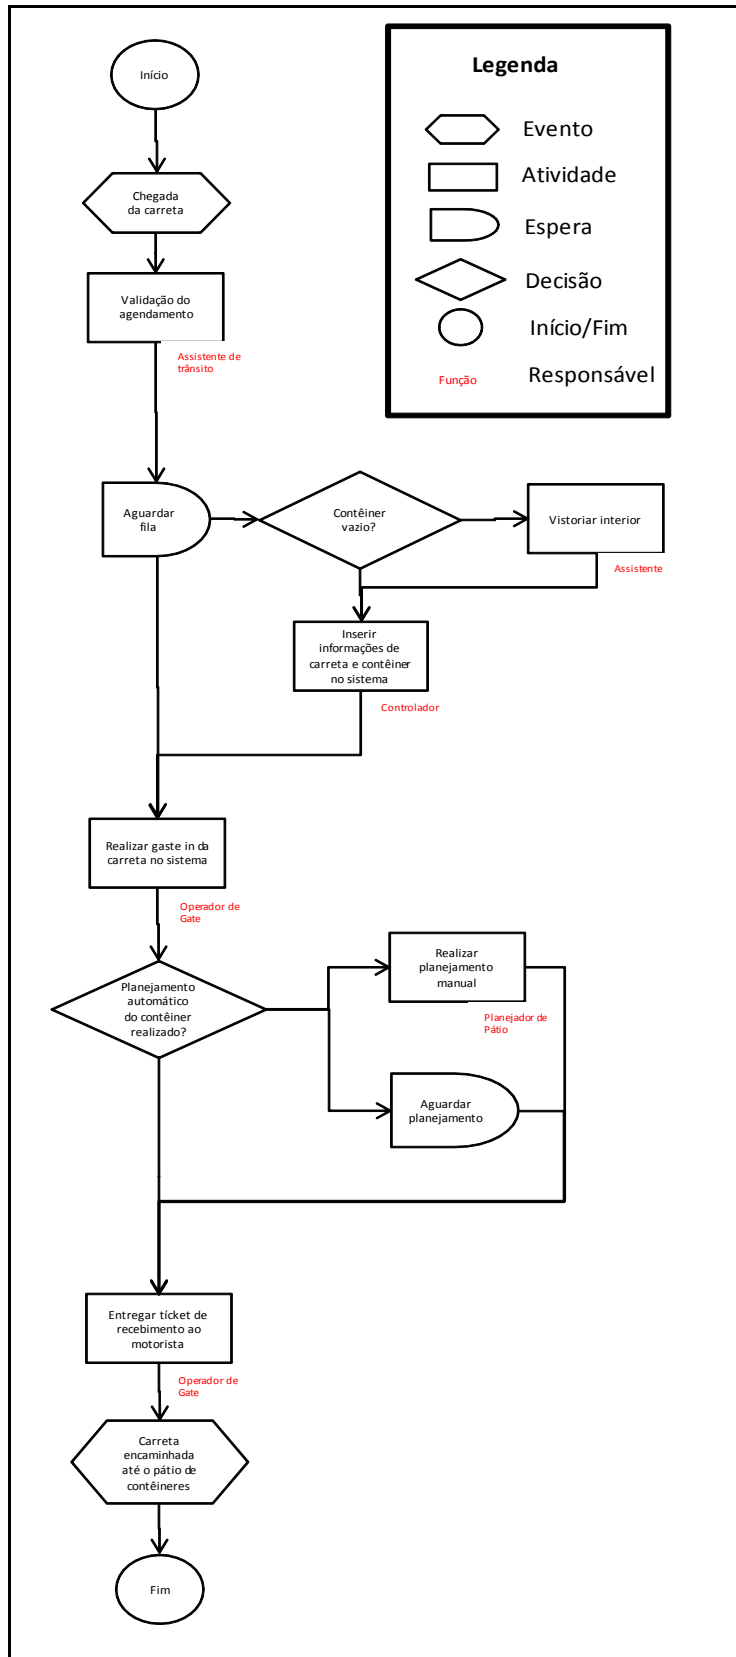 Início
Legenda
Evento
Atividade
Espera
Decisão
Início/Fim
Função
Responsável
Chegada
da carreta
Validação do
agendamento
Assistente de
trânsito
Aguardar
fila
Contêiner
vazio?
Vistoriar interior
Assistente
Inserir
informações de
carreta e contêiner
no sistema
Controlador
Realizar gaste in da
carreta no sistema
Operador de
Gate
Planejamento
automático
do contêiner
realizado?
Realizar
planejamento
manual
Planejador de
Pátio
Aguardar
planejamento
Entregar tícket de
recebimento ao
motorista
Operador de
Gate
Carreta
encaminhada
até o pátio de
contêineres
Fim